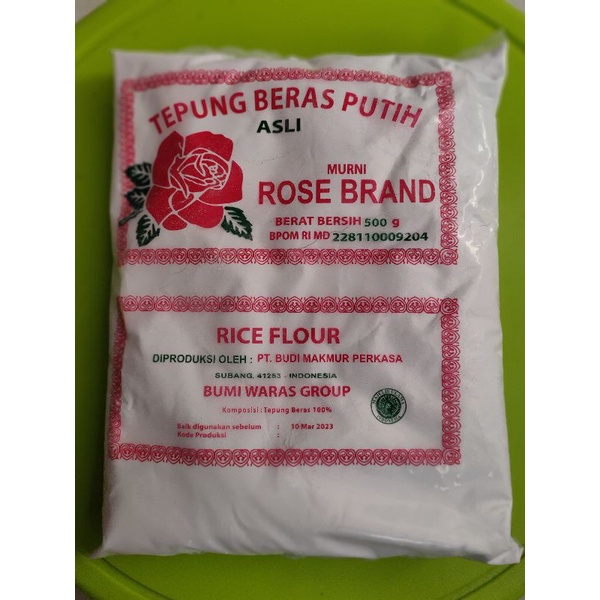 TEPUNG BERAS PUTIH
ASLI
MURNI
ROSE BRAND
BERAT BERSIH 500 g
BPOM RI MD 228110009204
RICE FLOUR
DIPRODUKSI OLEH : PT. BUDI MAKMUR PERKASA
SUBANG, 41253 - INDONESIA
BUMI WARAS GROUP
Komposisi : Tepung Beras 100%
Baik digunakan sebelum : 10 Mar 2023
Kode Produksi :